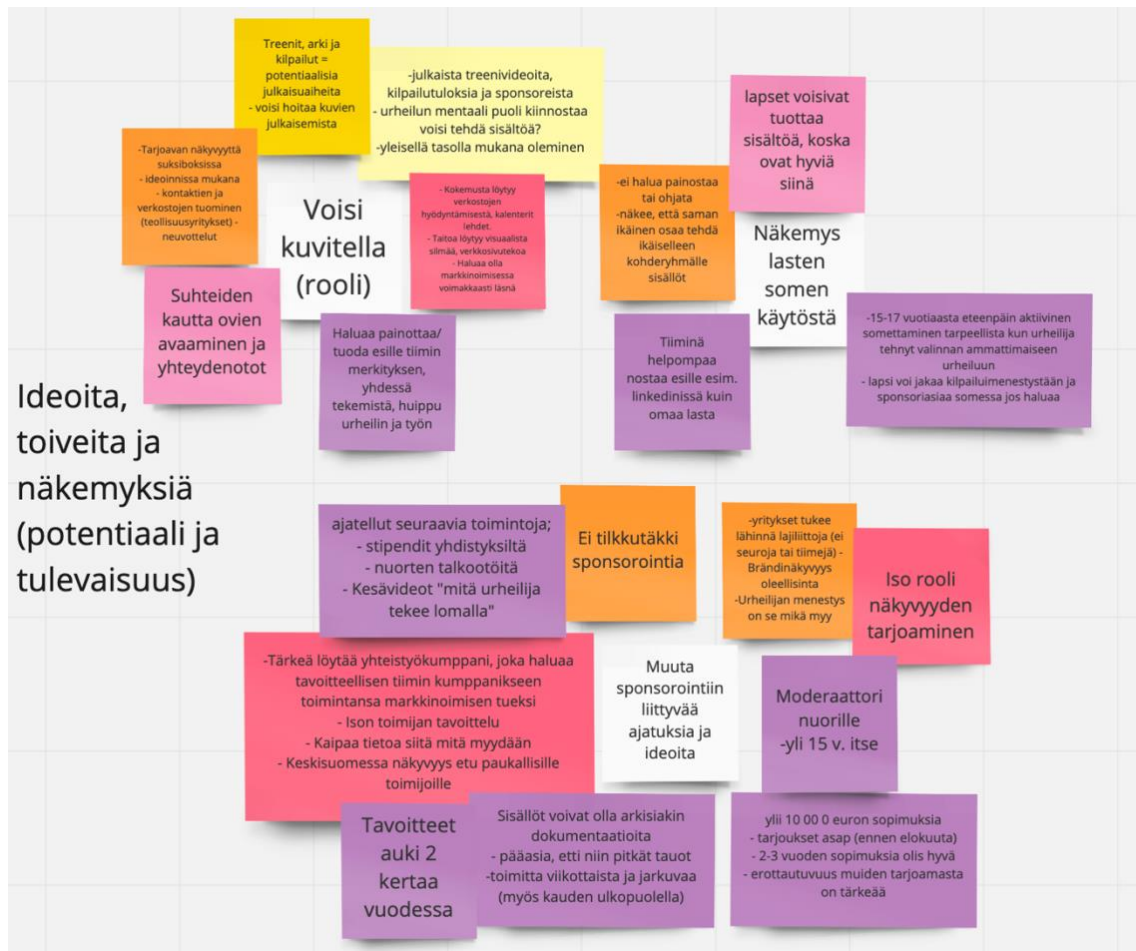 Treenit, arki ja
kilpailut =
potentiaalisia
julkaisuaiheita
- voisi hoitaa kuvien
julkaisemista
-julkaista treenivideoita,
kilpailutuloksia ja sponsoreista
- urheilun mentaali puoli kiinnostaa
voisi tehdä sisältöä?
-yleisellä tasolla mukana oleminen
-Tarjoavan näkyvyyttä
suksiboksissa
- ideoinnissa mukana
- kontaktien ja
verkostojen tuominen
(teollisuusyritykset) -
neuvottelut
Voisi
kuvitella
(rooli)
- Kokemusta löytyy
verkostojen
hyödyntämisestä, kalenterit
lehdet.
- Taitoa löytyy visuaalista
silmää, verkkosivutekoa
- Haluaa olla
markkinoimisessa
voimakkaasti läsnä
Suhteiden
kautta ovien
avaaminen ja
yhteydenotot
Haluaa painottaa/
tuoda esille tiimin
merkityksen,
yhdessä
tekemistä, huippu
urheilin ja työn
lapset voisivat
tuottaa
sisältöä, koska
ovat hyviä
siinä
-ei halua painostaa
tai ohjata
-näkee, että saman
ikäinen osaa tehdä
ikäiselleen
kohderyhmälle
sisällöt
Näkemys
lasten
somen
käytöstä
Tiiminä
helpompaa
nostaa esille esim.
linkedinissä kuin
omaa lasta
-15-17 vuotiaasta eteenpäin aktiivinen
somettaminen tarpeellista kun urheilija
tehnyt valinnan ammattimaiseen
urheiluun
- lapsi voi jakaa kilpailuimenestystään ja
sponsoriasiaa somessa jos haluaa
Ideoita,
toiveita ja
näkemyksiä
(potentiaali ja
tulevaisuus)
ajatellut seuraavia toimintoja;
- stipendit yhdistyksiltä
- nuorten talkootöitä
- Kesävideot "mitä urheilija
tekee lomalla"
Ei tilkkutäkki
sponsorointia
-yritykset tukee
lähinnä lajiliittoja (ei
seuroja tai tiimejä) -
Brändinäkyvyys
oleellisinta
-Urheilijan menestys
on se mikä myy
Iso rooli
näkyvyyden
tarjoaminen
-Tärkeä löytää yhteistyökumppani, joka haluaa
tavoitteellisen tiimin kumppanikseen
toimintansa markkinoimisen tueksi
- Ison toimijan tavoittelu
- Kaipaa tietoa siitä mitä myydään
- Keskisuomessa näkyvyys etu paukallisille
toimijoille
Muuta
sponsorointiin
liittyvää
ajatuksia ja
ideoita
Moderaattori
nuorille
-yli 15 v. itse
Tavoitteet
auki 2
kertaa
vuodessa
Sisällöt voivat olla arkisiakin
dokumentaatioita
- pääasia, etti niin pitkät tauot
-toimitta viikottaista ja jarkuvaa
(myös kauden ulkopuolella)
ylii 10 00 0 euron sopimuksia
- tarjoukset asap (ennen elokuuta)
- 2-3 vuoden sopimuksia olis hyvä
- erottautuvuus muiden tarjoamasta
on tärkeää